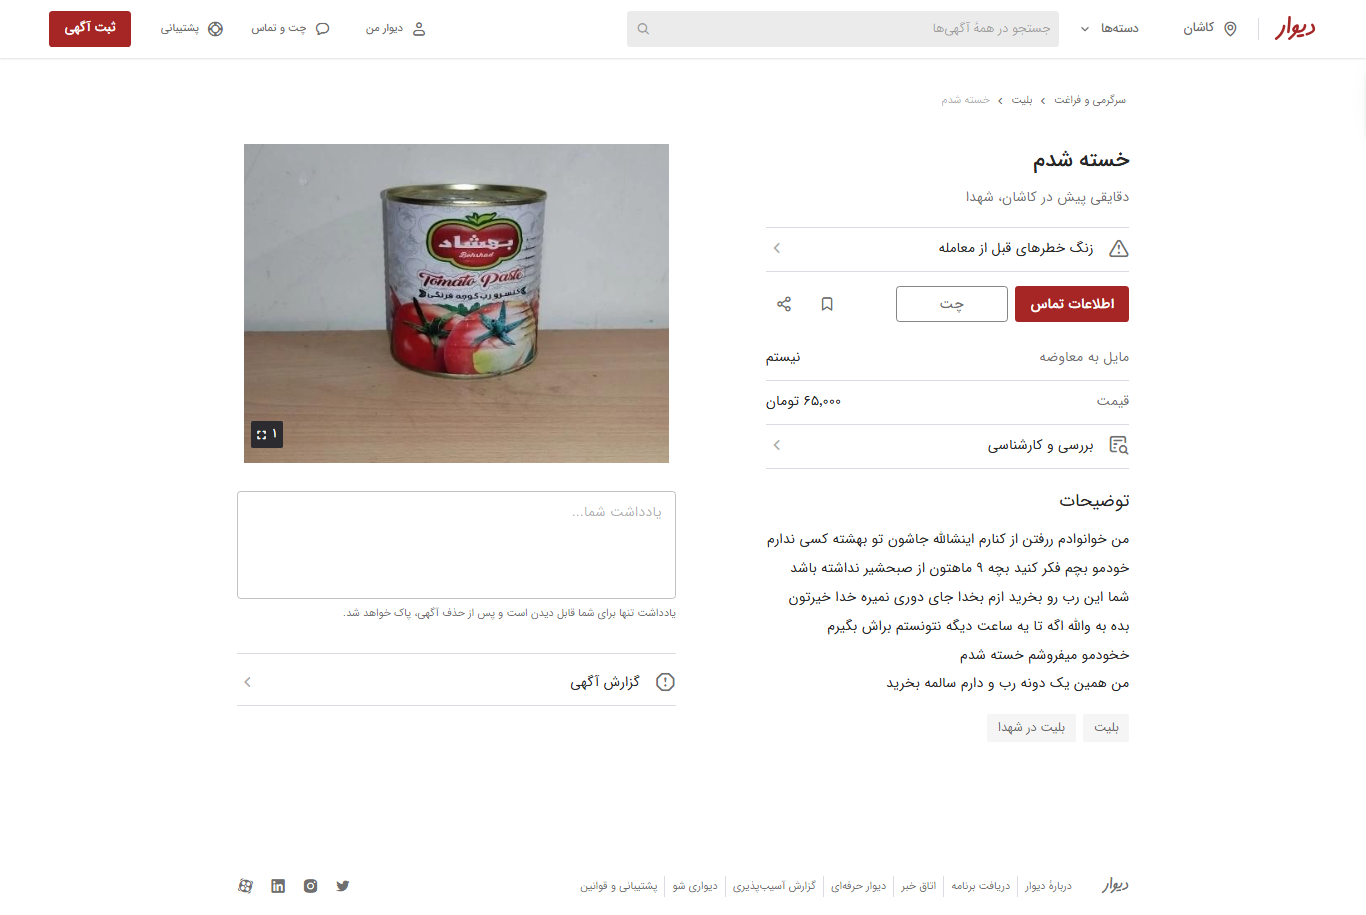 دیوار
کاشان
دسته‌ها
جستجو در همهٔ آگهی‌ها
دیوار من
چت و تماس
پشتیبانی
ثبت آگهی
سرگرمی و فراغت
بلیت
خسته شدم
خسته شدم
دقایقی پیش در کاشان، شهدا
زنگ خطرهای قبل از معامله
اطلاعات تماس
چت
مایل به معاوضه
نیستم
قیمت
۶۵,۰۰۰ تومان
بررسی و کارشناسی
توضیحات
من خوانوادم ررفتن از کنارم اینشالله جاشون تو بهشته کسی ندارم
خودمو بچم فکر کنید بچه ۹ ماهتون از صبحشیر نداشته باشد
شما این رب رو بخرید ازم بخدا جای دوری نمیره خدا خیرتون
بده به والله اگه تا یه ساعت دیگه نتونستم براش بگیرم
خخودمو میفروشم خسته شدم
من همین یک دونه رب و دارم سالمه بخرید
بلیت
بلیت در شهدا
بهشاد
Behshad
Tomato Paste
کنسرو رب گوجه فرنگی
۱
یادداشت شما...
یادداشت تنها برای شما قابل دیدن است و پس از حذف آگهی، پاک خواهد شد.
گزارش آگهی
دیوار
دربارهٔ دیوار
دریافت برنامه
اتاق خبر
دیوار حرفه‌ای
گزارش آسیب‌پذیری
دیواری شو
پشتیبانی و قوانین